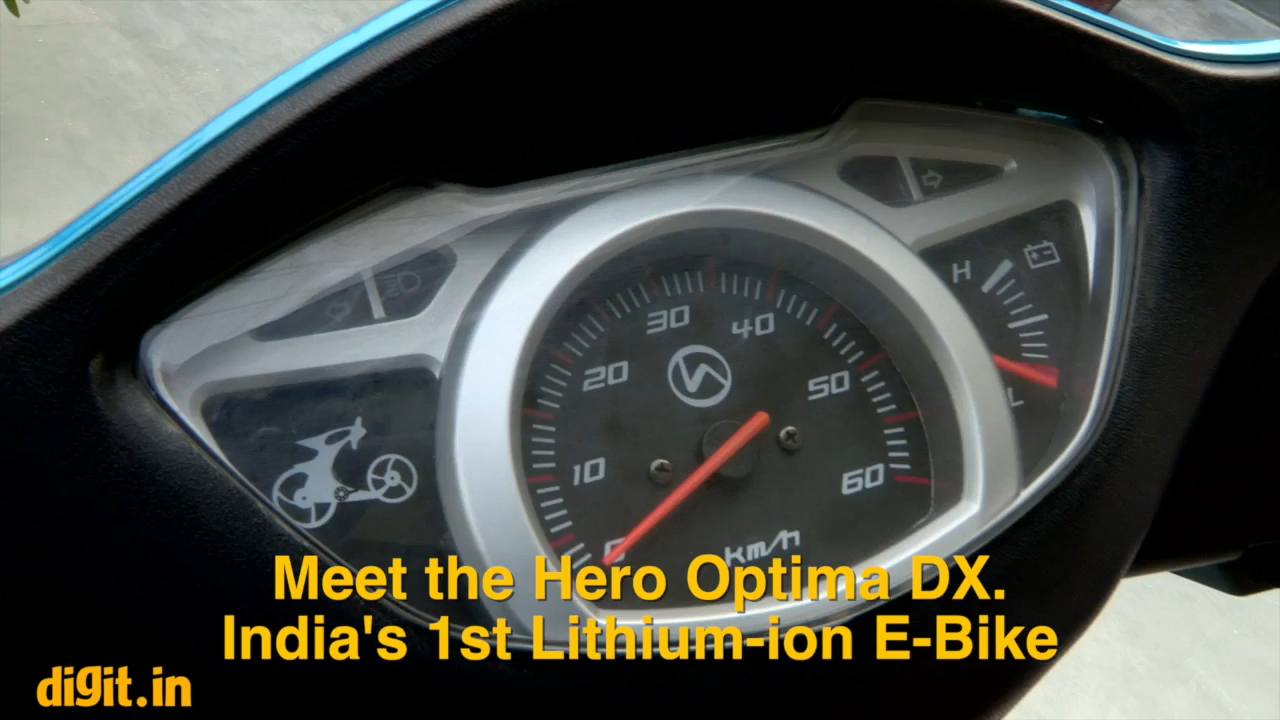 H
30
40
20
50
10
60
L
0
km/h
Meet the Hero Optima DX.
India's 1st Lithium-ion E-Bike
digit.in